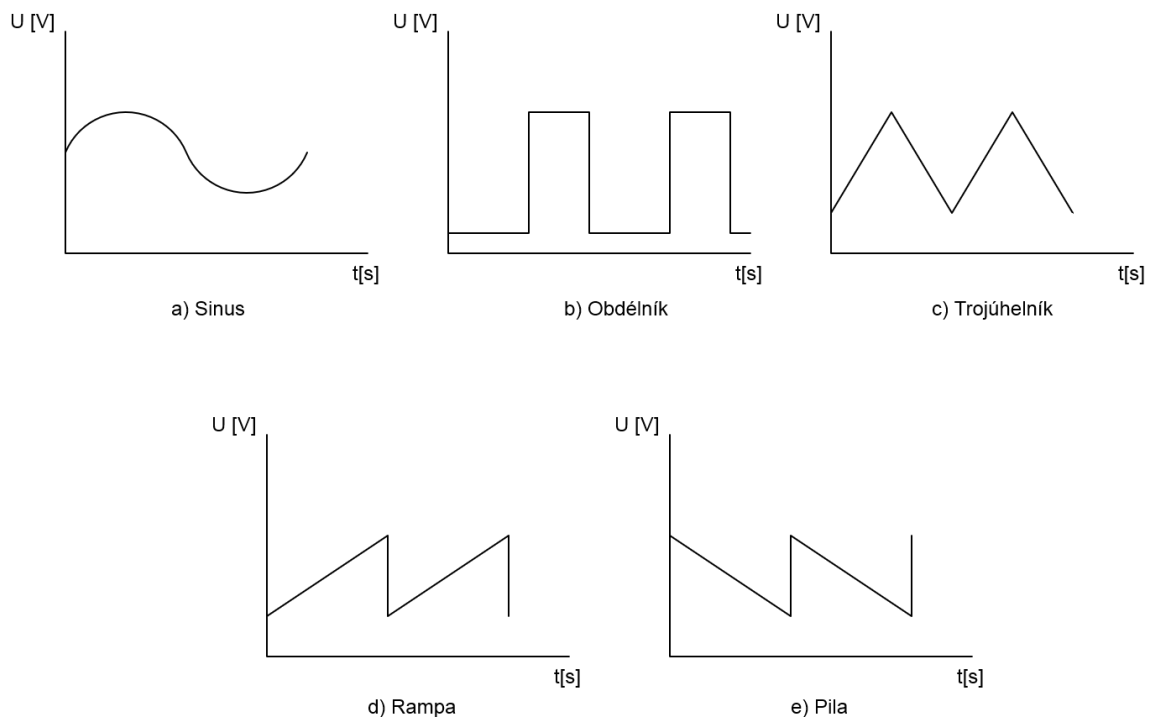 U [V]
U [V]
U [V]
t[s]
t[s]
t[s]
a) Sinus
b) Obdélník
c) Trojúhelník
U [V]
U [V]
t[s]
t[s]
d) Rampa
e) Pila